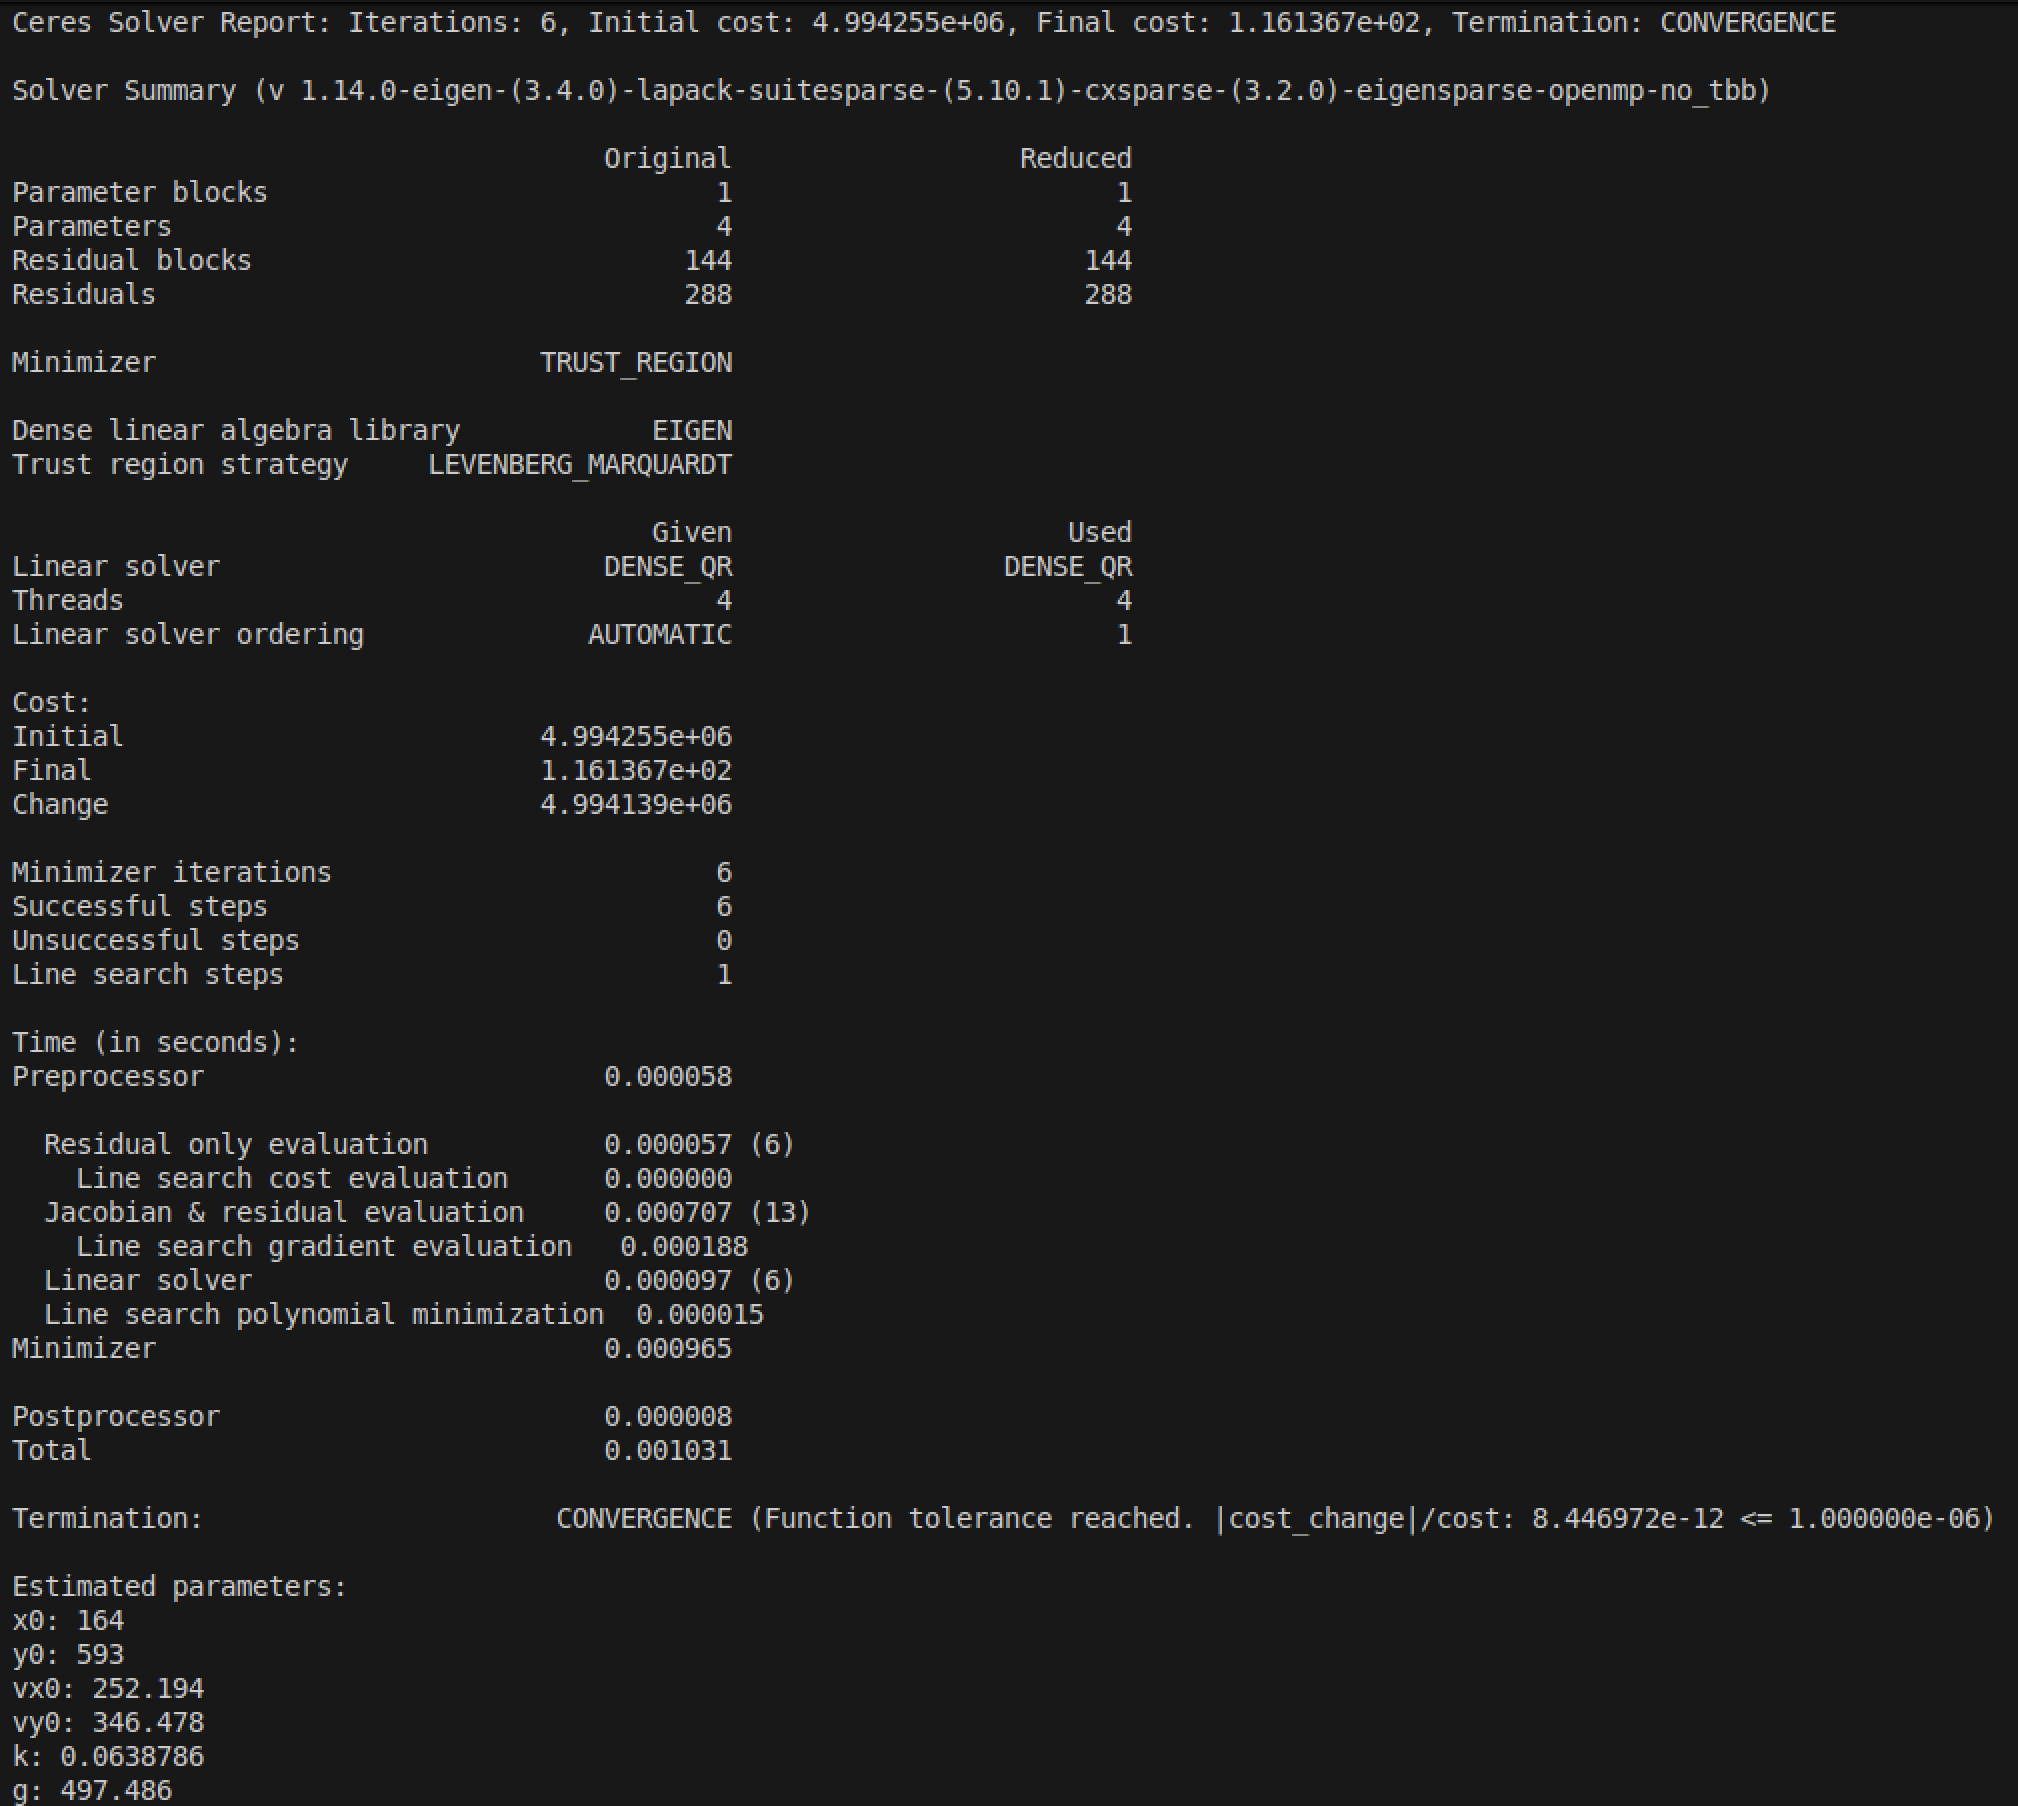 Ceres Solver Report: Iterations: 6, Initial cost: 4.994255e+06, Final cost: 1.161367e+02, Termination: CONVERGENCE
Solver Summary (v 1.14.0-eigen-(3.4.0)-lapack-suitesparse-(5.10.1)-cxsparse-(3.2.0)-eigensparse-openmp-no_tbb)
Original Reduced
Parameter blocks 1 1
Parameters 4 4
Residual blocks 144 144
Residuals 288 288
Minimizer TRUST_REGION
Dense linear algebra library EIGEN
Trust region strategy LEVENBERG_MARQUARDT
Given Used
Linear solver DENSE_QR DENSE_QR
Threads 4 4
Linear solver ordering AUTOMATIC 1
Cost:
Initial 4.994255e+06
Final 1.161367e+02
Change 4.994139e+06
Minimizer iterations 6
Successful steps 6
Unsuccessful steps 0
Line search steps 1
Time (in seconds):
Preprocessor 0.000058
Residual only evaluation 0.000057 (6)
Line search cost evaluation 0.000000
Jacobian & residual evaluation 0.000707 (13)
Line search gradient evaluation 0.000188
Linear solver 0.000097 (6)
Line search polynomial minimization 0.000015
Minimizer 0.000965
Postprocessor 0.000008
Total 0.001031
Termination: CONVERGENCE (Function tolerance reached. |cost_change|/cost: 8.446972e-12 <= 1.000000e-06)
Estimated parameters:
x0: 164
y0: 593
vx0: 252.194
vy0: 346.478
k: 0.0638786
g: 497.486